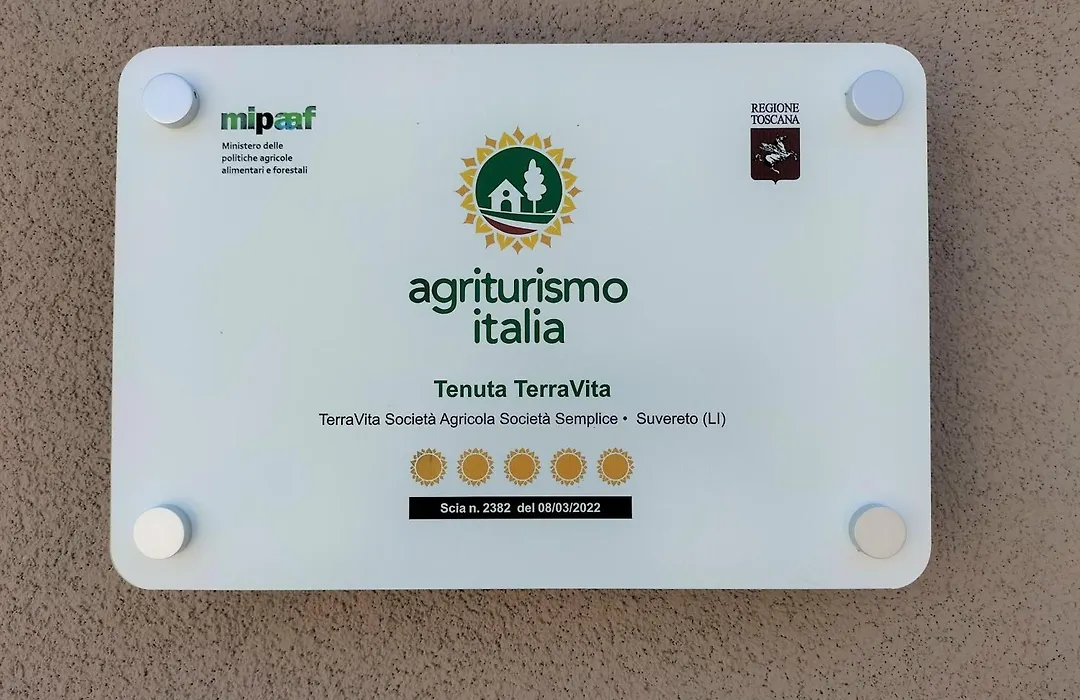 mipaaf
Ministero delle
politiche agricole
alimentari e forestali
REGIONE
TOSCANA
agriturismo
italia
Tenuta TerraVita
TerraVita Società Agricola Società Semplice • Suvereto (LI)
Scia n. 2382 del 08/03/2022